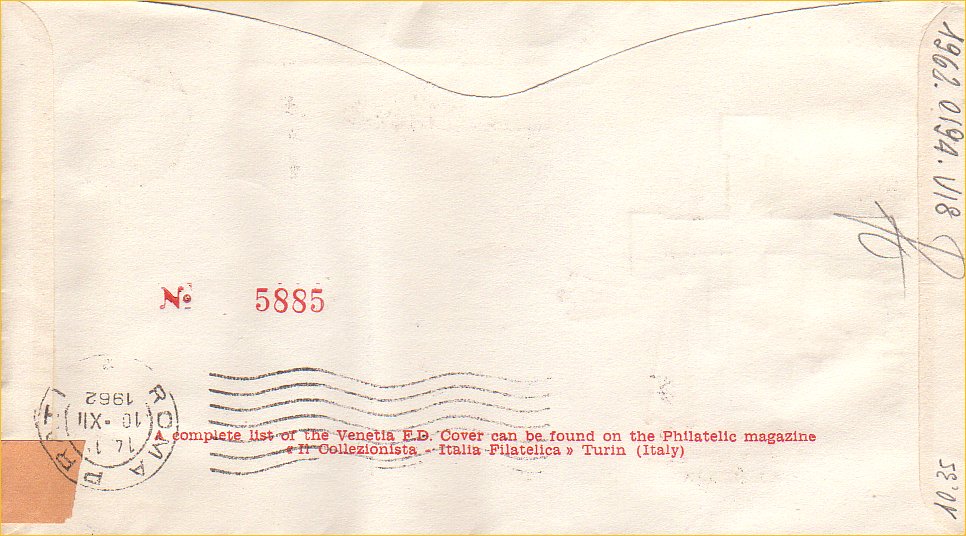 1962.0194.V18
Nº 5885
ROMA
1962
10-XII
A complete list of the Venetia F.D. Cover can be found on the Philatelic magazine
« Il Collezionista - Italia Filatelica » Turin (Italy)